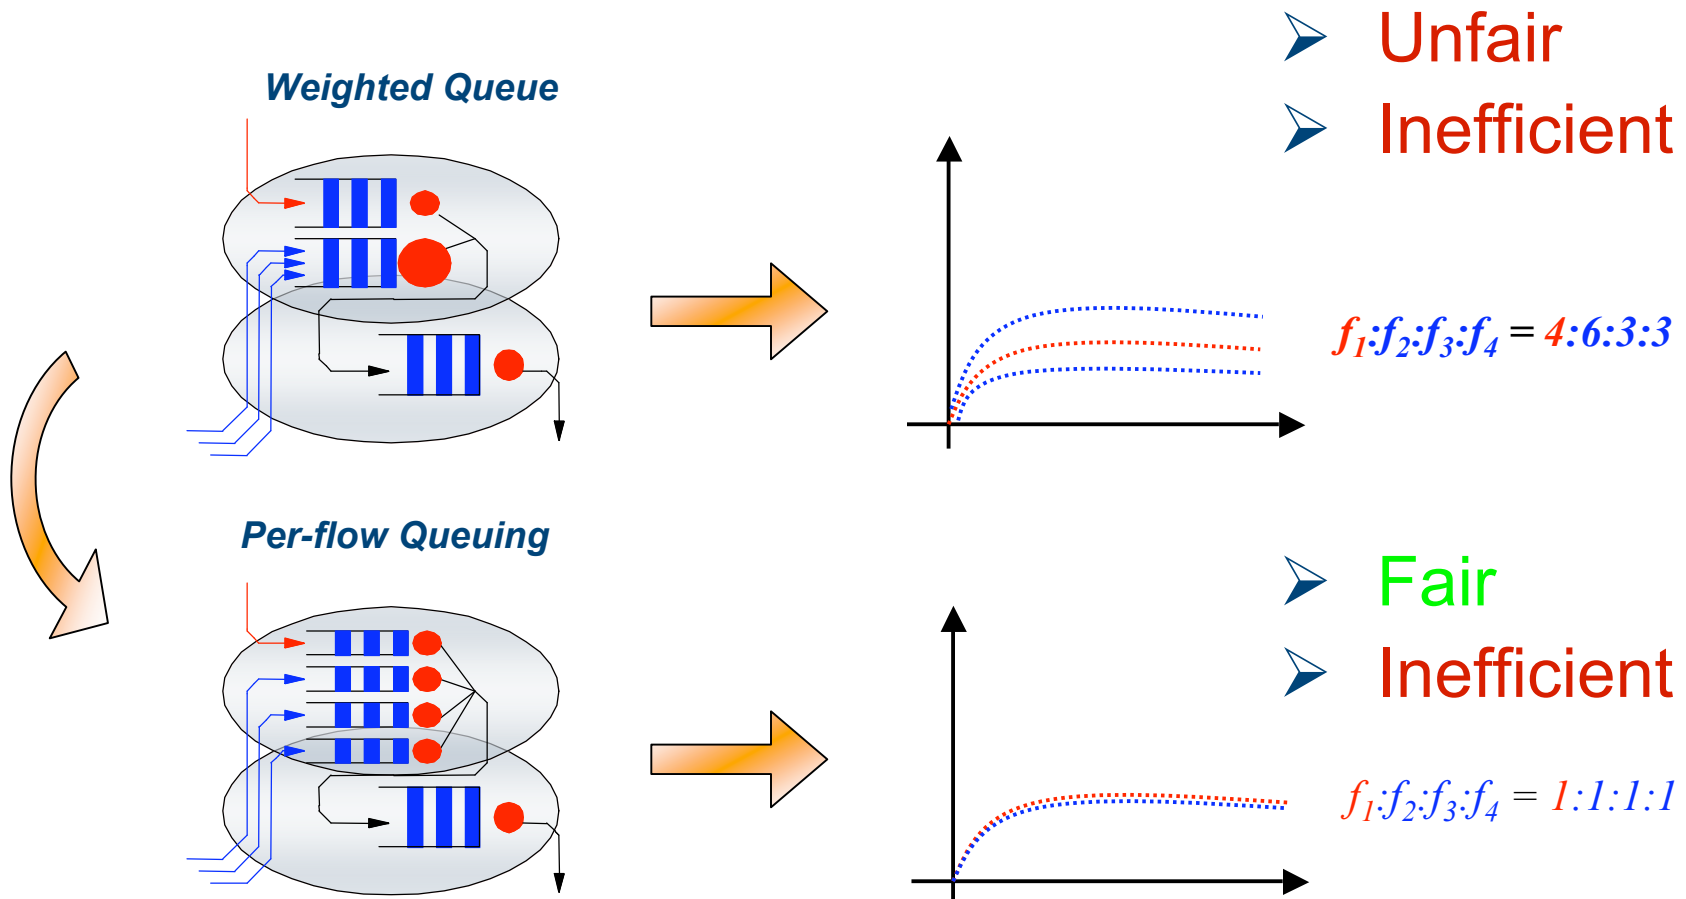 Unfair
Weighted Queue
Inefficient
f1:f2:f3:f4 = 4:6:3:3
Per-flow Queuing
Fair
Inefficient
f1:f2:f3:f4 = 1:1:1:1